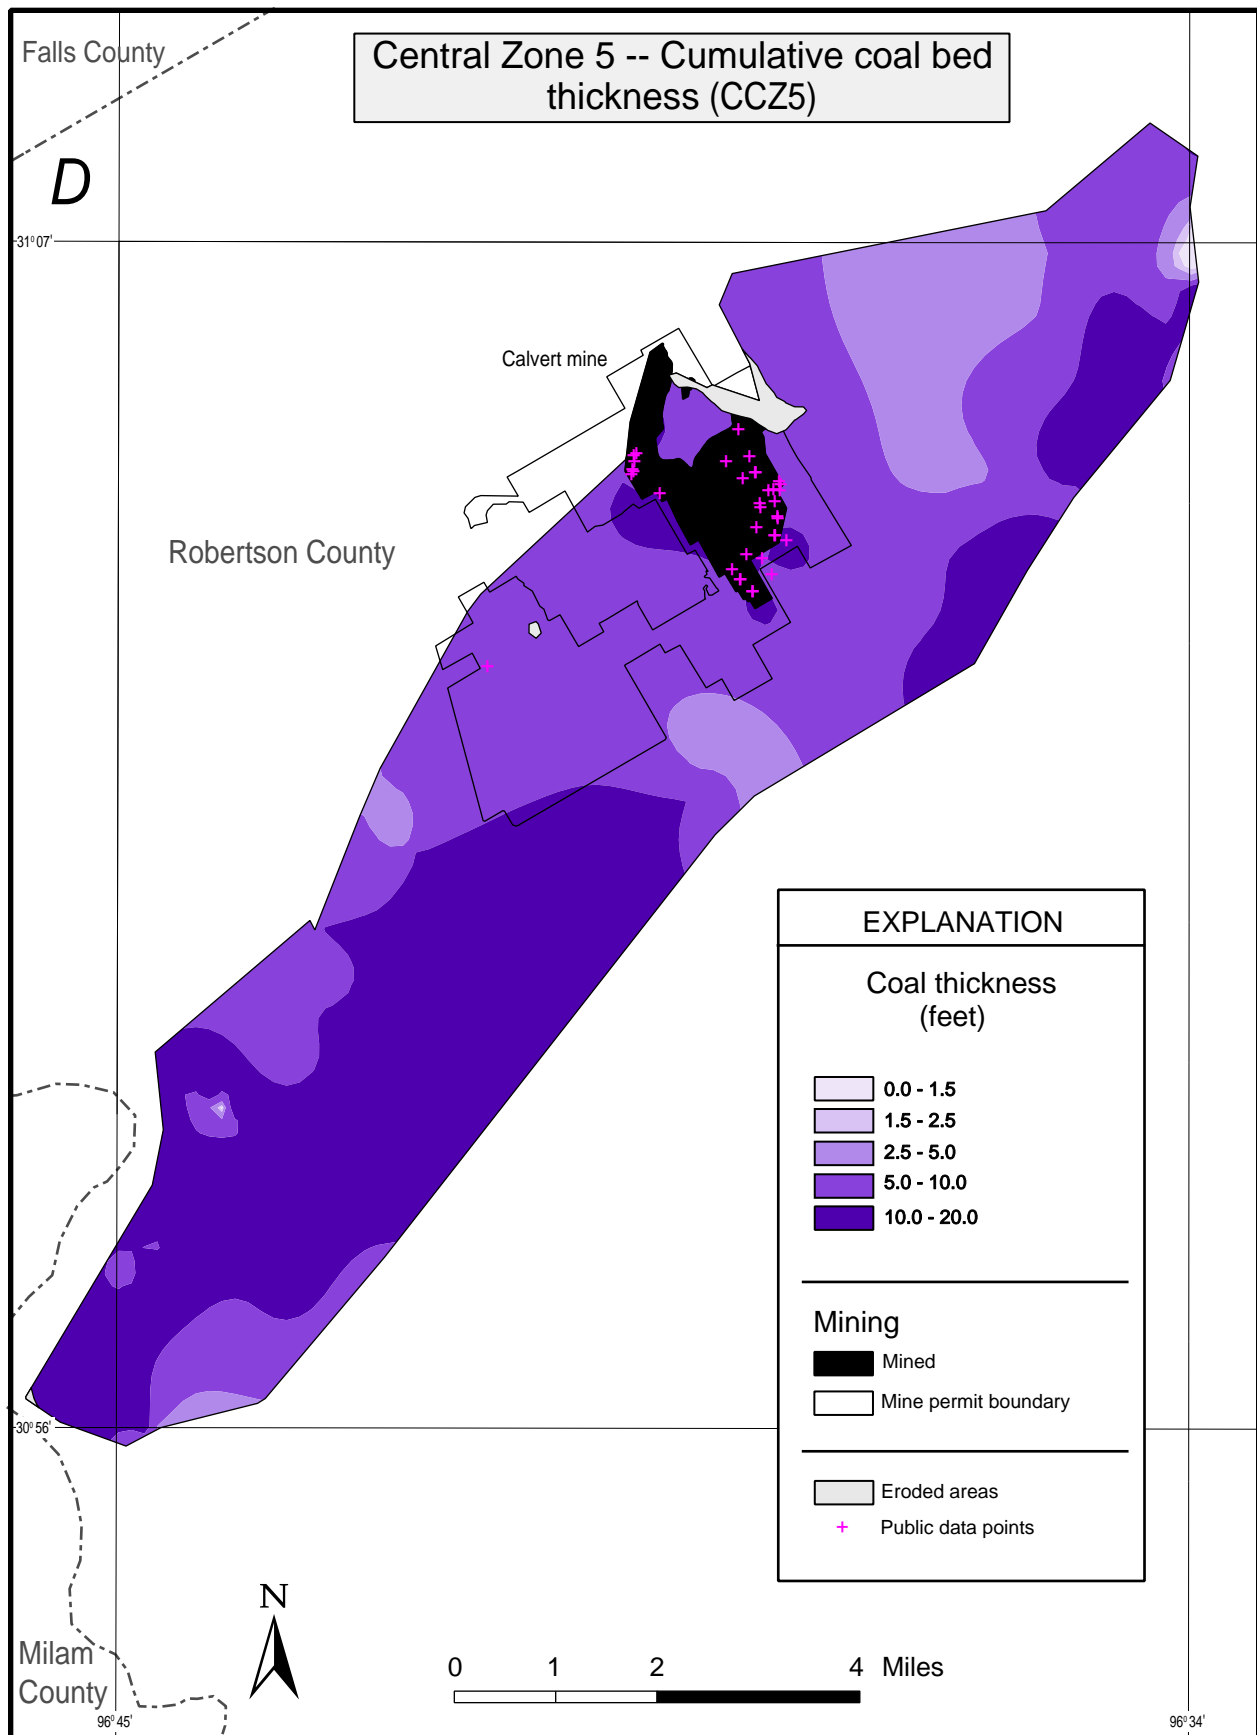 Falls County
Central Zone 5 -- Cumulative coal bed
thickness (CCZ5)
D
31° 07'
Calvert mine
Robertson County
EXPLANATION
Coal thickness
(feet)
0.0 - 1.5
1.5 - 2.5
2.5 - 5.0
5.0 - 10.0
10.0 - 20.0
Mining
Mined
Mine permit boundary
30° 56'
Eroded areas
Public data points
N
Milam
County
0 1 2 4 Miles
96° 45'
96° 34'